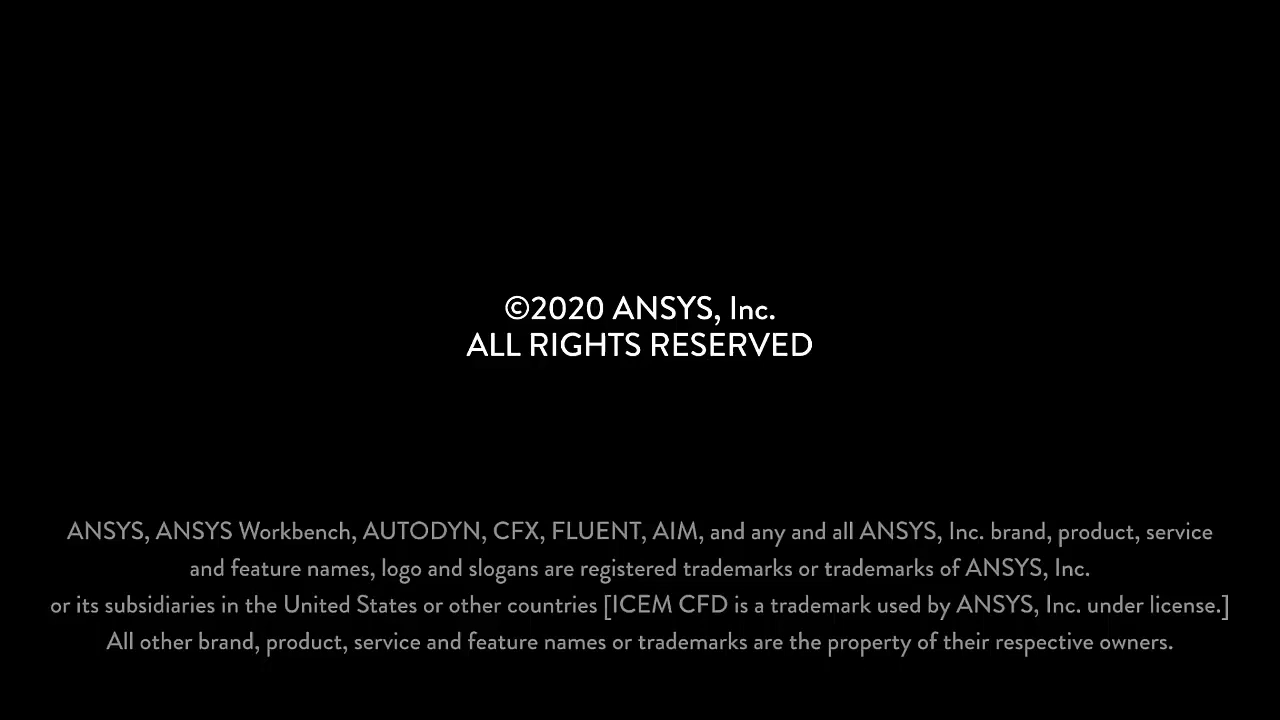 ©2020 ANSYS, Inc.
ALL RIGHTS RESERVED
ANSYS, ANSYS Workbench, AUTODYN, CFX, FLUENT, AIM, and any and all ANSYS, Inc. brand, product, service
and feature names, logo and slogans are registered trademarks or trademarks of ANSYS, Inc.
or its subsidiaries in the United States or other countries [ICEM CFD is a trademark used by ANSYS, Inc. under license.]
All other brand, product, service and feature names or trademarks are the property of their respective owners.